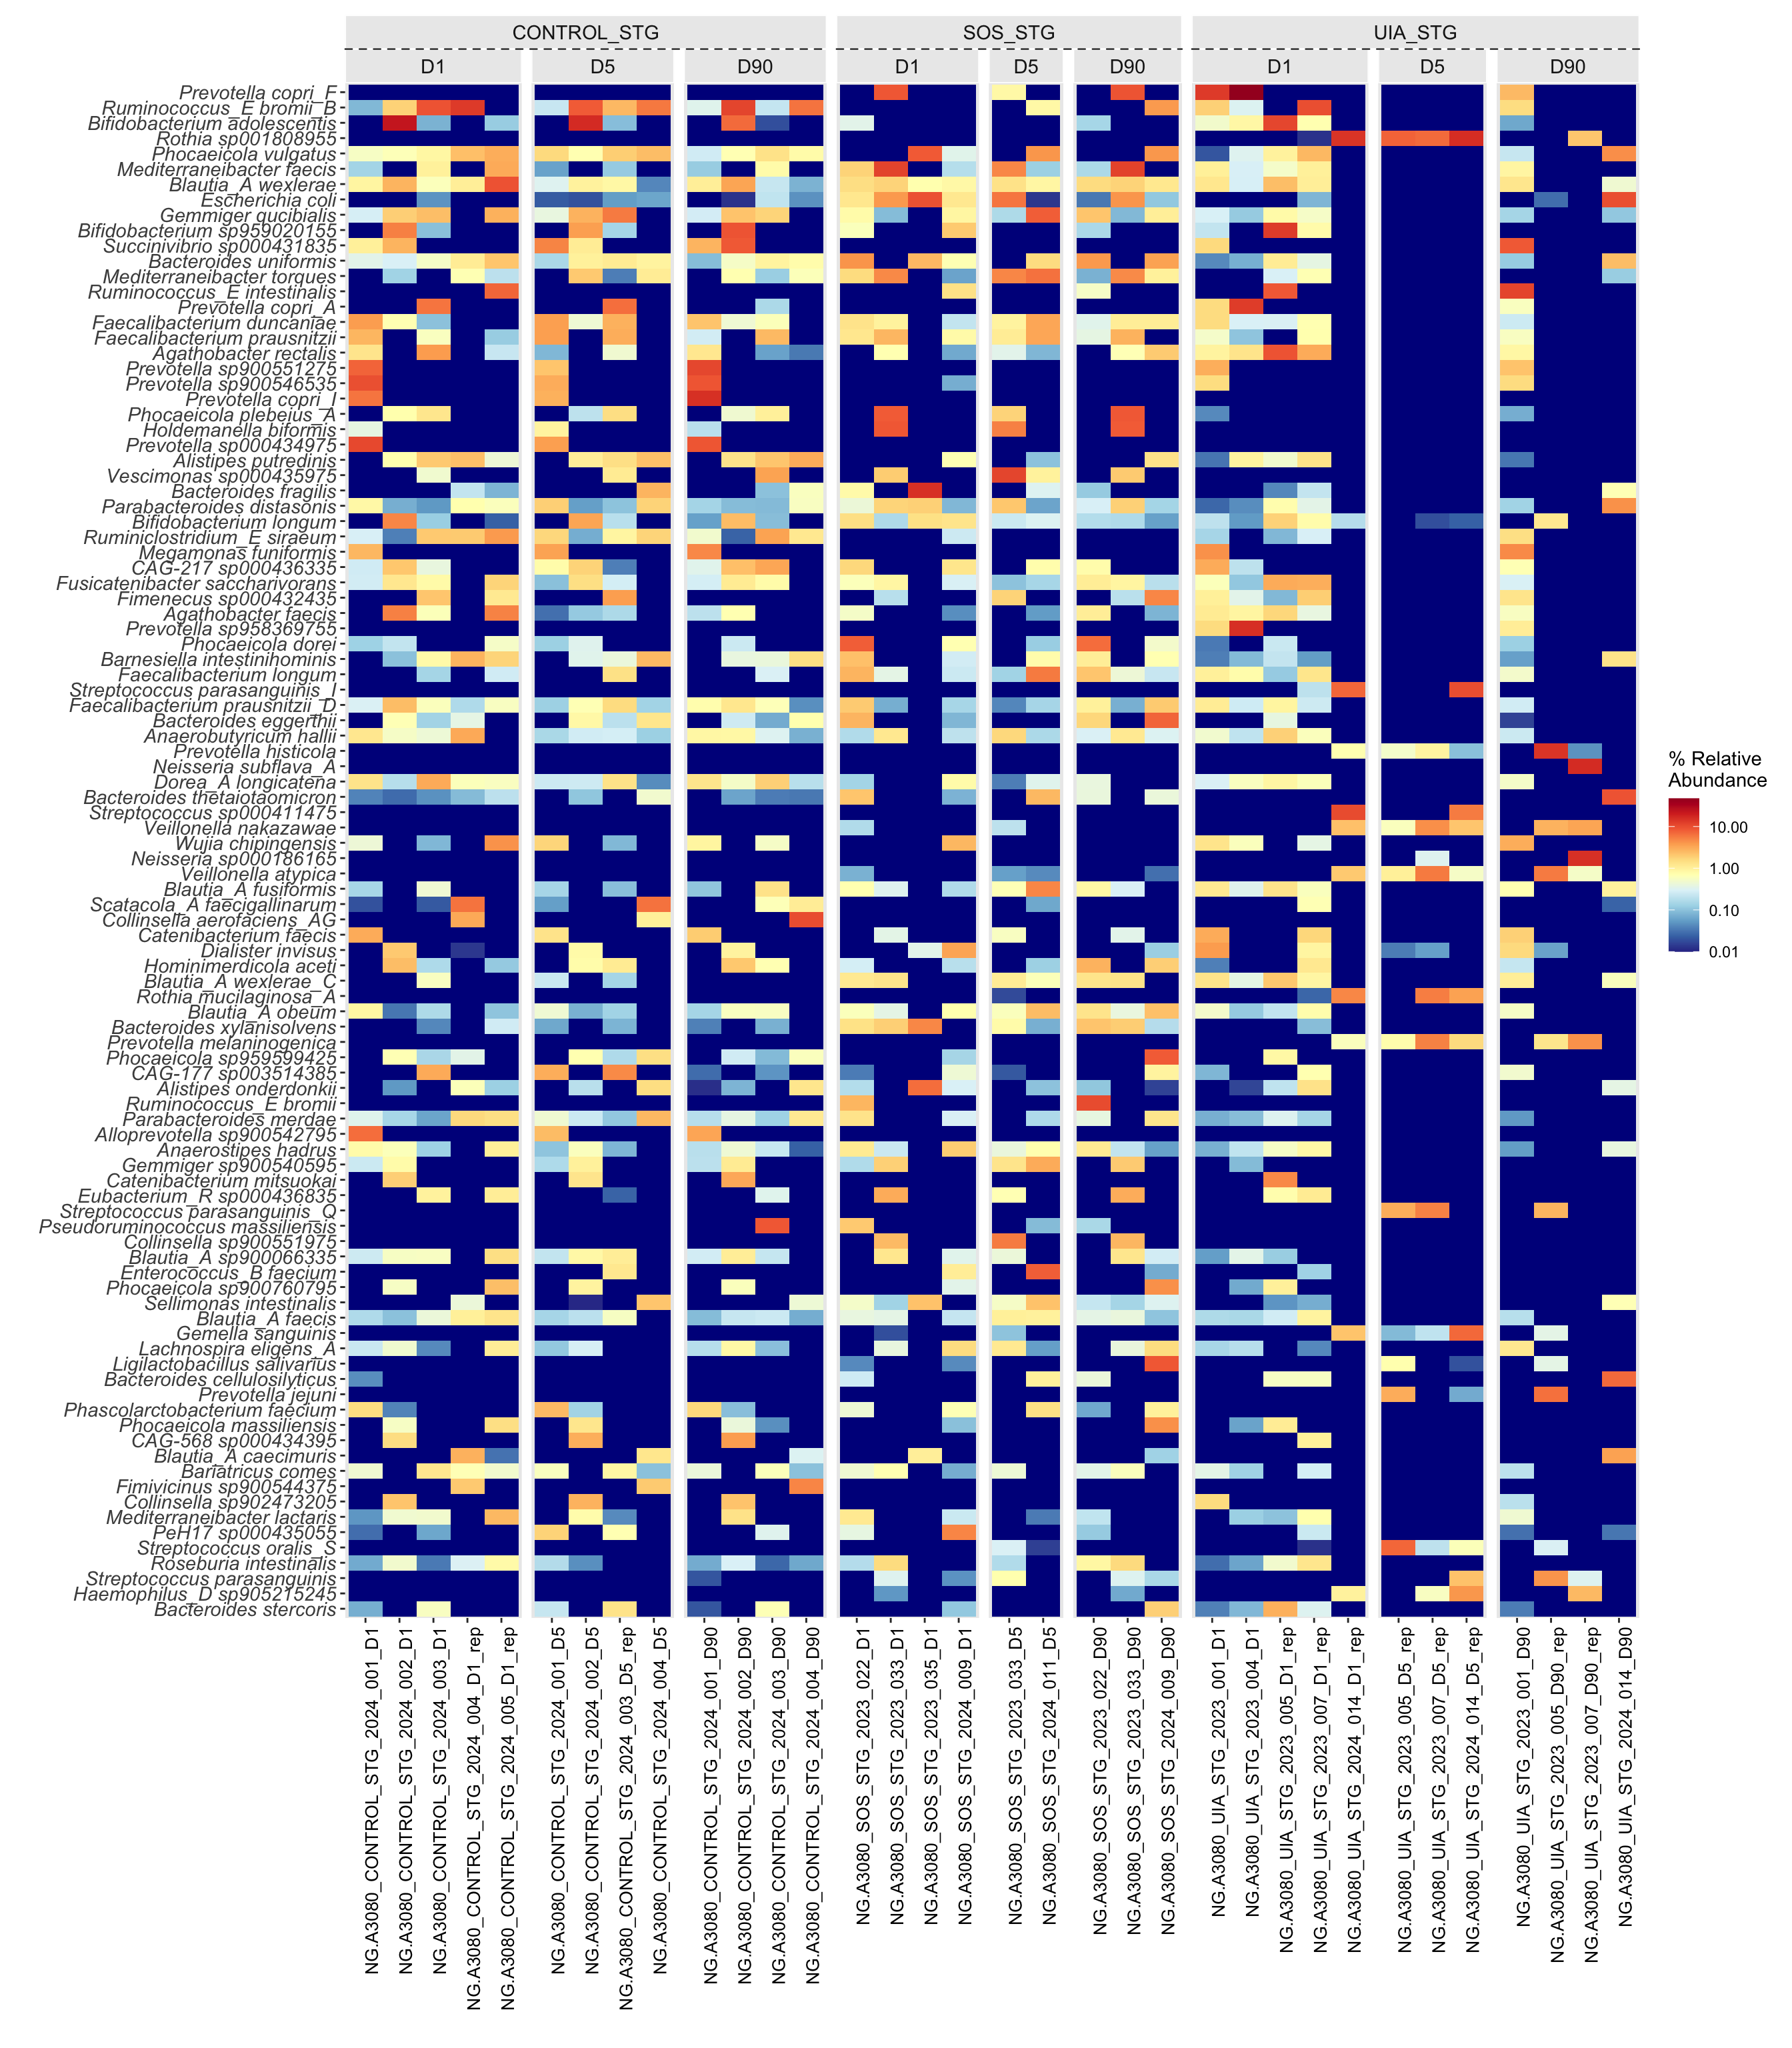 CONTROL_STG
SOS_STG
UIA_STG
D1
D5
D90
D1
D5
D90
D1
D5
D90
Prevotella copri_F
Ruminococcus_E bromii_B
Bifidobacterium adolescentis
Rothia sp001808955
Phocaeicola vulgatus
Mediterraneibacter faecis
Blautia_A wexlerae
Escherichia coli
Gemmiger qucibialis
Bifidobacterium sp959020155
Succinivibrio sp000431835
Bacteroides uniformis
Mediterraneibacter torques
Ruminococcus_E intestinalis
Prevotella copri_A
Faecalibacterium duncaniae
Faecalibacterium prausnitzii
Agathobacter rectalis
Prevotella sp900551275
Prevotella sp900546535
Prevotella copri_I
Phocaeicola plebeius_A
Holdemanella biformis
Prevotella sp000434975
Alistipes putredinis
Vescimonas sp000435975
Bacteroides fragilis
Parabacteroides distasonis
Bifidobacterium longum
Ruminiclostridium_E siraeum
Megamonas funiformis
CAG-217 sp000436335
Fusicatenibacter saccharivorans
Fimenecus sp000432435
Agathobacter faecis
Prevotella sp958369755
Phocaeicola dorei
Barnesiella intestinihominis
Faecalibacterium longum
Streptococcus parasanguinis_I
Faecalibacterium prausnitzii_D
Bacteroides eggerthii
Anaerobutyricum hallii
Prevotella histicola
Neisseria subflava_A
Dorea_A longicatena
Bacteroides thetaiotaomicron
Streptococcus sp000411475
Veillonella nakazawae
Wujia chipingensis
Neisseria sp000186165
Veillonella atypica
Blautia_A fusiformis
Scatacola_A faecigallinarum
Collinsella aerofaciens_AG
Catenibacterium faecis
Dialister invisus
Hominimerdicola aceti
Blautia_A wexlerae_C
Rothia mucilaginosa_A
Blautia_A obeum
Bacteroides xylanisolvens
Prevotella melaninogenica
Phocaeicola sp959599425
CAG-177 sp003514385
Alistipes onderdonkii
Ruminococcus_E bromii
Parabacteroides merdae
Alloprevotella sp900542795
Anaerostipes hadrus
Gemmiger sp900540595
Catenibacterium mitsuokai
Eubacterium_R sp000436835
Streptococcus parasanguinis_Q
Pseudoruminococcus massiliensis
Collinsella sp900551975
Blautia_A sp900066335
Enterococcus_B faecium
Phocaeicola sp900760795
Sellimonas intestinalis
Blautia_A faecis
Gemella sanguinis
Lachnospira eligens_A
Ligilactobacillus salivarius
Bacteroides cellulosilyticus
Prevotella jejuni
Phascolarctobacterium faecium
Phocaeicola massiliensis
CAG-568 sp000434395
Blautia_A caecimuris
Bariatricus comes
Fimivicinus sp900544375
Collinsella sp902473205
Mediterraneibacter lactaris
PeH17 sp000435055
Streptococcus oralis_S
Roseburia intestinalis
Streptococcus parasanguinis
Haemophilus_D sp905215245
Bacteroides stercoris
NG.A3080_CONTROL_STG_2024_001_D1
NG.A3080_CONTROL_STG_2024_002_D1
NG.A3080_CONTROL_STG_2024_003_D1
NG.A3080_CONTROL_STG_2024_004_D1_rep
NG.A3080_CONTROL_STG_2024_005_D1_rep
NG.A3080_CONTROL_STG_2024_001_D5
NG.A3080_CONTROL_STG_2024_002_D5
NG.A3080_CONTROL_STG_2024_003_D5_rep
NG.A3080_CONTROL_STG_2024_004_D5
NG.A3080_CONTROL_STG_2024_001_D90
NG.A3080_CONTROL_STG_2024_002_D90
NG.A3080_CONTROL_STG_2024_003_D90
NG.A3080_CONTROL_STG_2024_004_D90
NG.A3080_SOS_STG_2023_022_D1
NG.A3080_SOS_STG_2023_033_D1
NG.A3080_SOS_STG_2023_035_D1
NG.A3080_SOS_STG_2024_009_D1
NG.A3080_SOS_STG_2023_033_D5
NG.A3080_SOS_STG_2024_011_D5
NG.A3080_SOS_STG_2023_022_D90
NG.A3080_SOS_STG_2023_033_D90
NG.A3080_SOS_STG_2024_009_D90
NG.A3080_UIA_STG_2023_001_D1
NG.A3080_UIA_STG_2023_004_D1
NG.A3080_UIA_STG_2023_005_D1_rep
NG.A3080_UIA_STG_2023_007_D1_rep
NG.A3080_UIA_STG_2024_014_D1_rep
NG.A3080_UIA_STG_2023_005_D5_rep
NG.A3080_UIA_STG_2023_007_D5_rep
NG.A3080_UIA_STG_2024_014_D5_rep
NG.A3080_UIA_STG_2023_001_D90
NG.A3080_UIA_STG_2023_005_D90_rep
NG.A3080_UIA_STG_2023_007_D90_rep
NG.A3080_UIA_STG_2024_014_D90
% Relative
Abundance
10.00
1.00
0.10
0.01